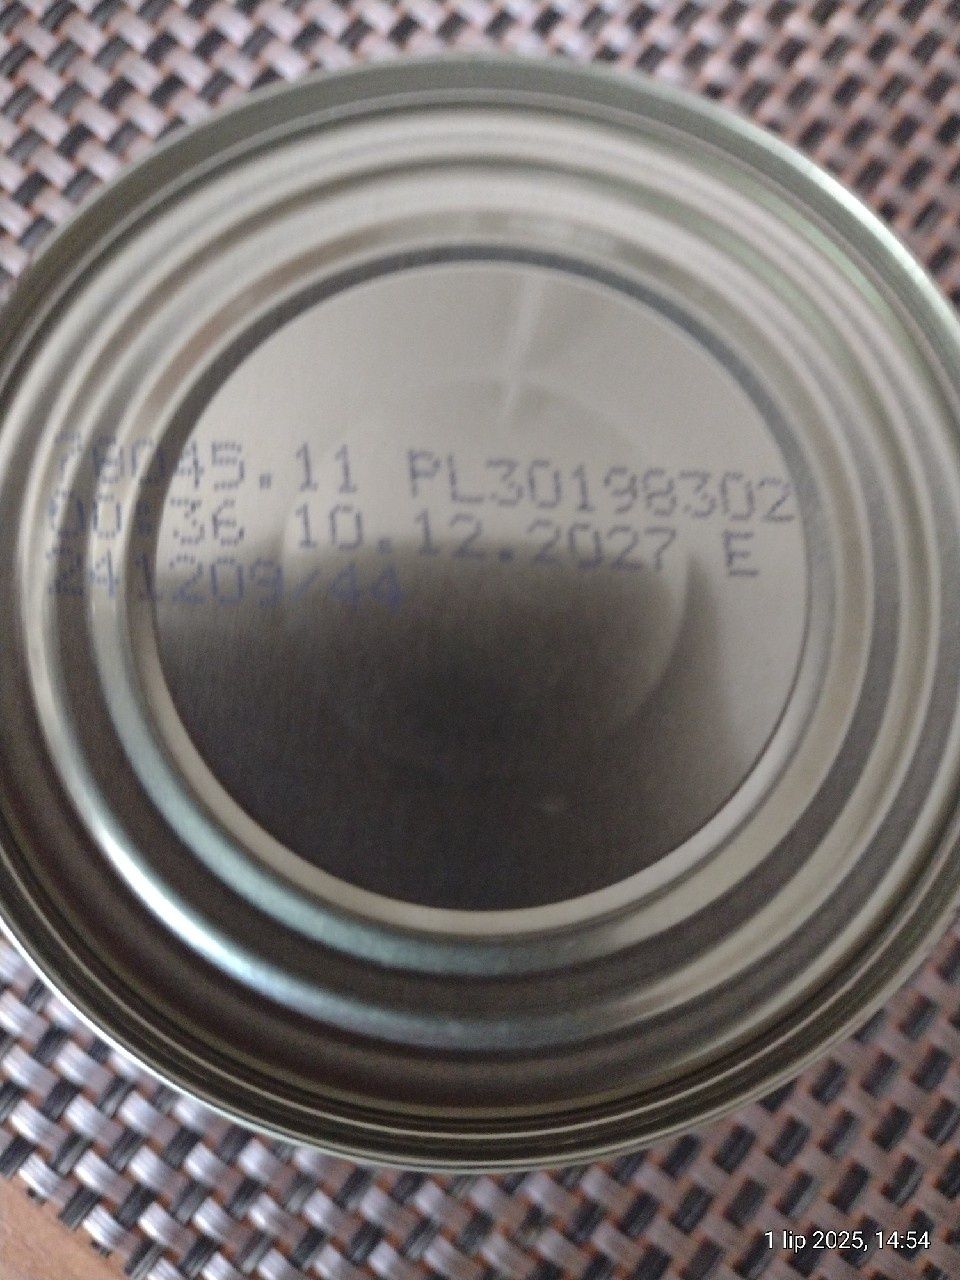 78045.11 PL30198302
00:36 10.12.2027 E
241209/44
1 lip 2025, 14:54